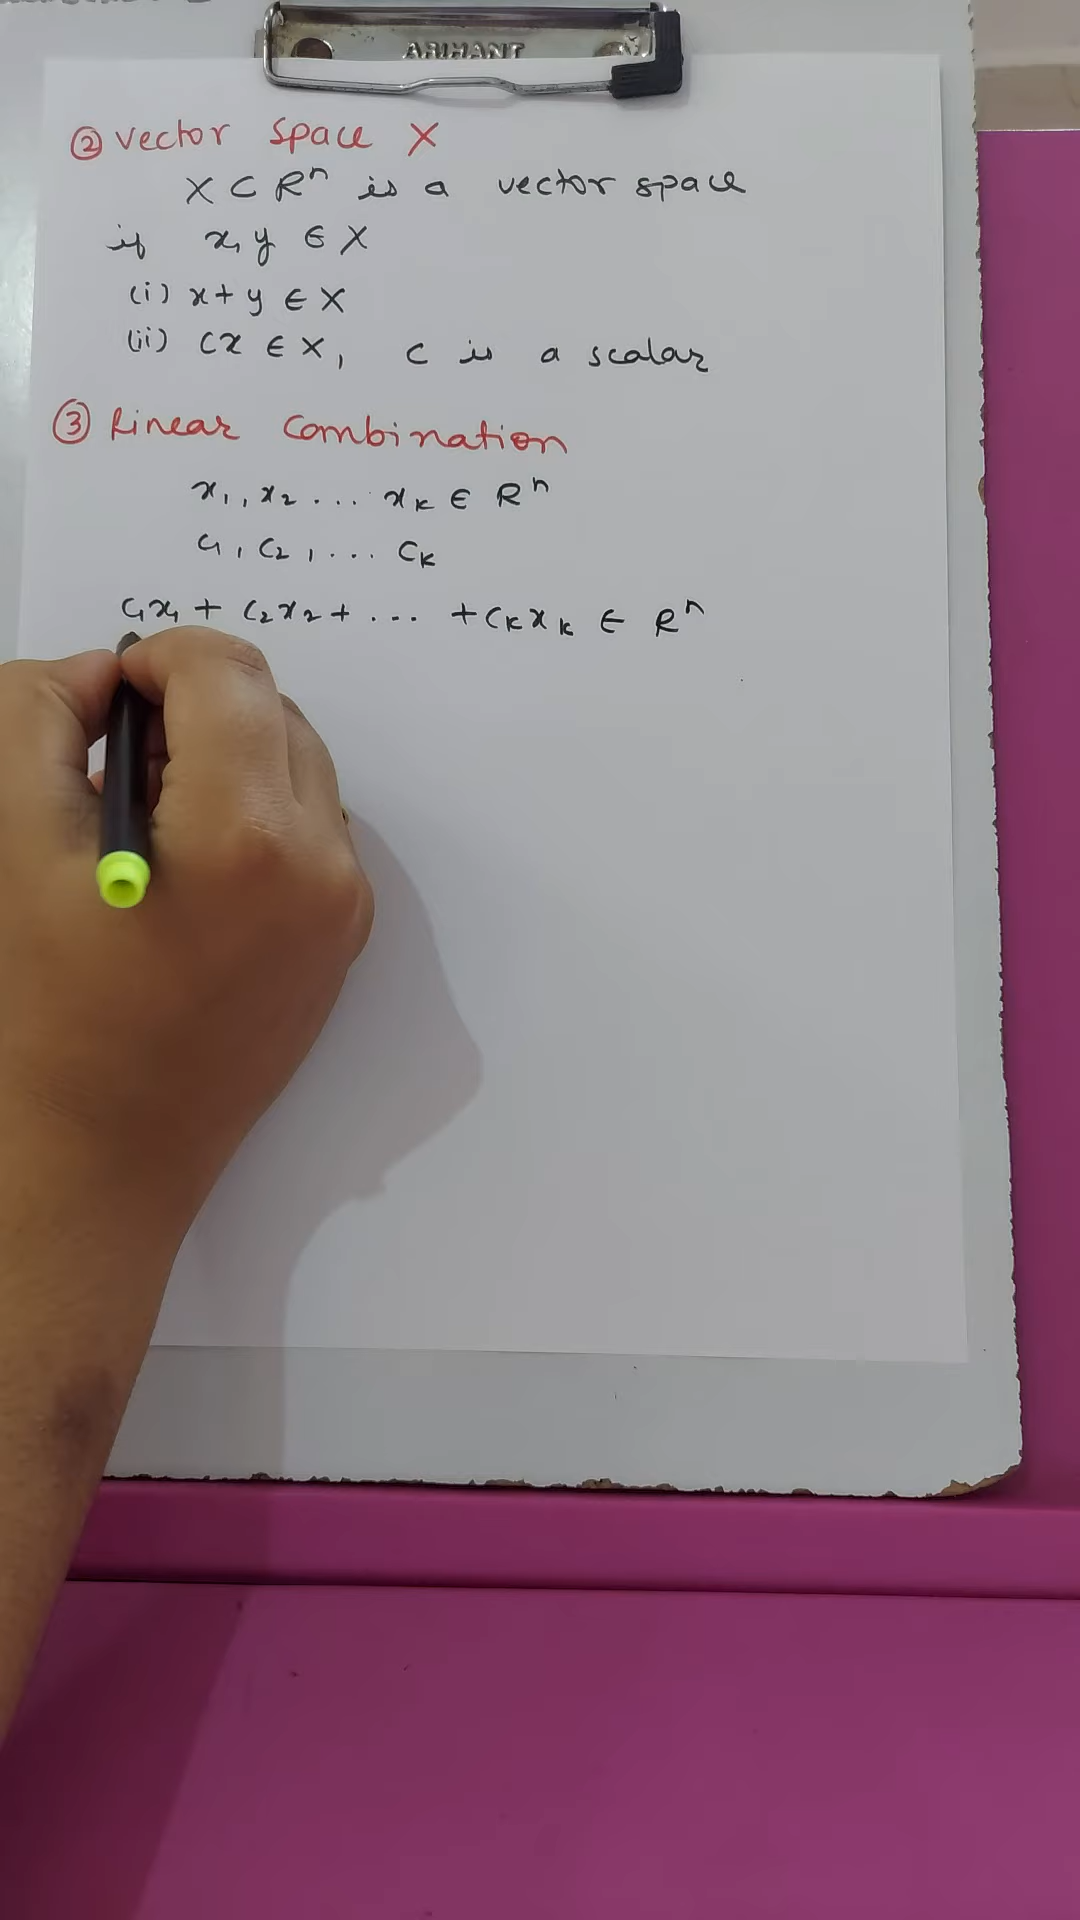 ARIHANT
② Vector Space X
X ⊂ Rⁿ is a vector space
if x, y ∈ X
(i) x + y ∈ X
(ii) cx ∈ X, c is a scalar
③ Linear Combination
x₁, x₂ ... xₖ ∈ Rⁿ
c₁, c₂, ... cₖ
c₁x₁ + c₂x₂ + ... + cₖxₖ ∈ Rⁿ